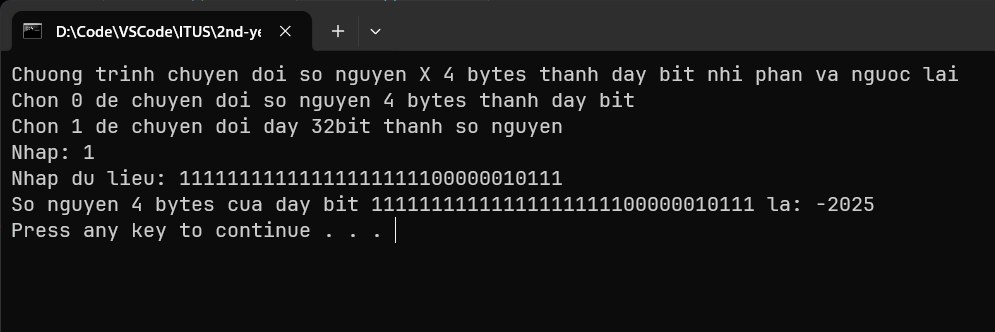 D:\Code\VSCode\ITUS\2nd-ye
Chuong trinh chuyen doi so nguyen X 4 bytes thanh day bit nhi phan va nguoc lai
Chon 0 de chuyen doi so nguyen 4 bytes thanh day bit
Chon 1 de chuyen doi day 32bit thanh so nguyen
Nhap: 1
Nhap du lieu: 11111111111111111111100000010111
So nguyen 4 bytes cua day bit 11111111111111111111100000010111 la: -2025
Press any key to continue . . .